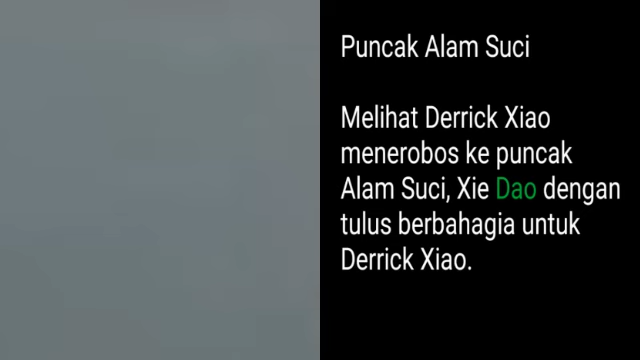 Puncak Alam Suci
Melihat Derrick Xiao
menerobos ke puncak
Alam Suci, Xie Dao dengan
tulus berbahagia untuk
Derrick Xiao.